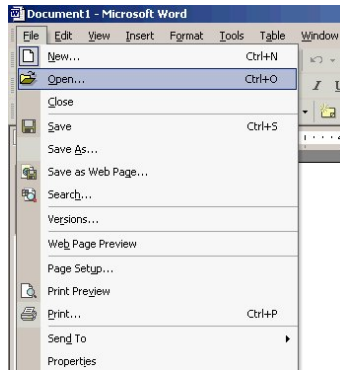 Document1 - Microsoft Word
File Edit View Insert Format Tools Table Window
New... Ctrl+N
Open... Ctrl+O
Close
Save Ctrl+S
Save As...
Save as Web Page...
Search...
Versions...
Web Page Preview
Page Setup...
Print Preview
Print... Ctrl+P
Send To
Properties